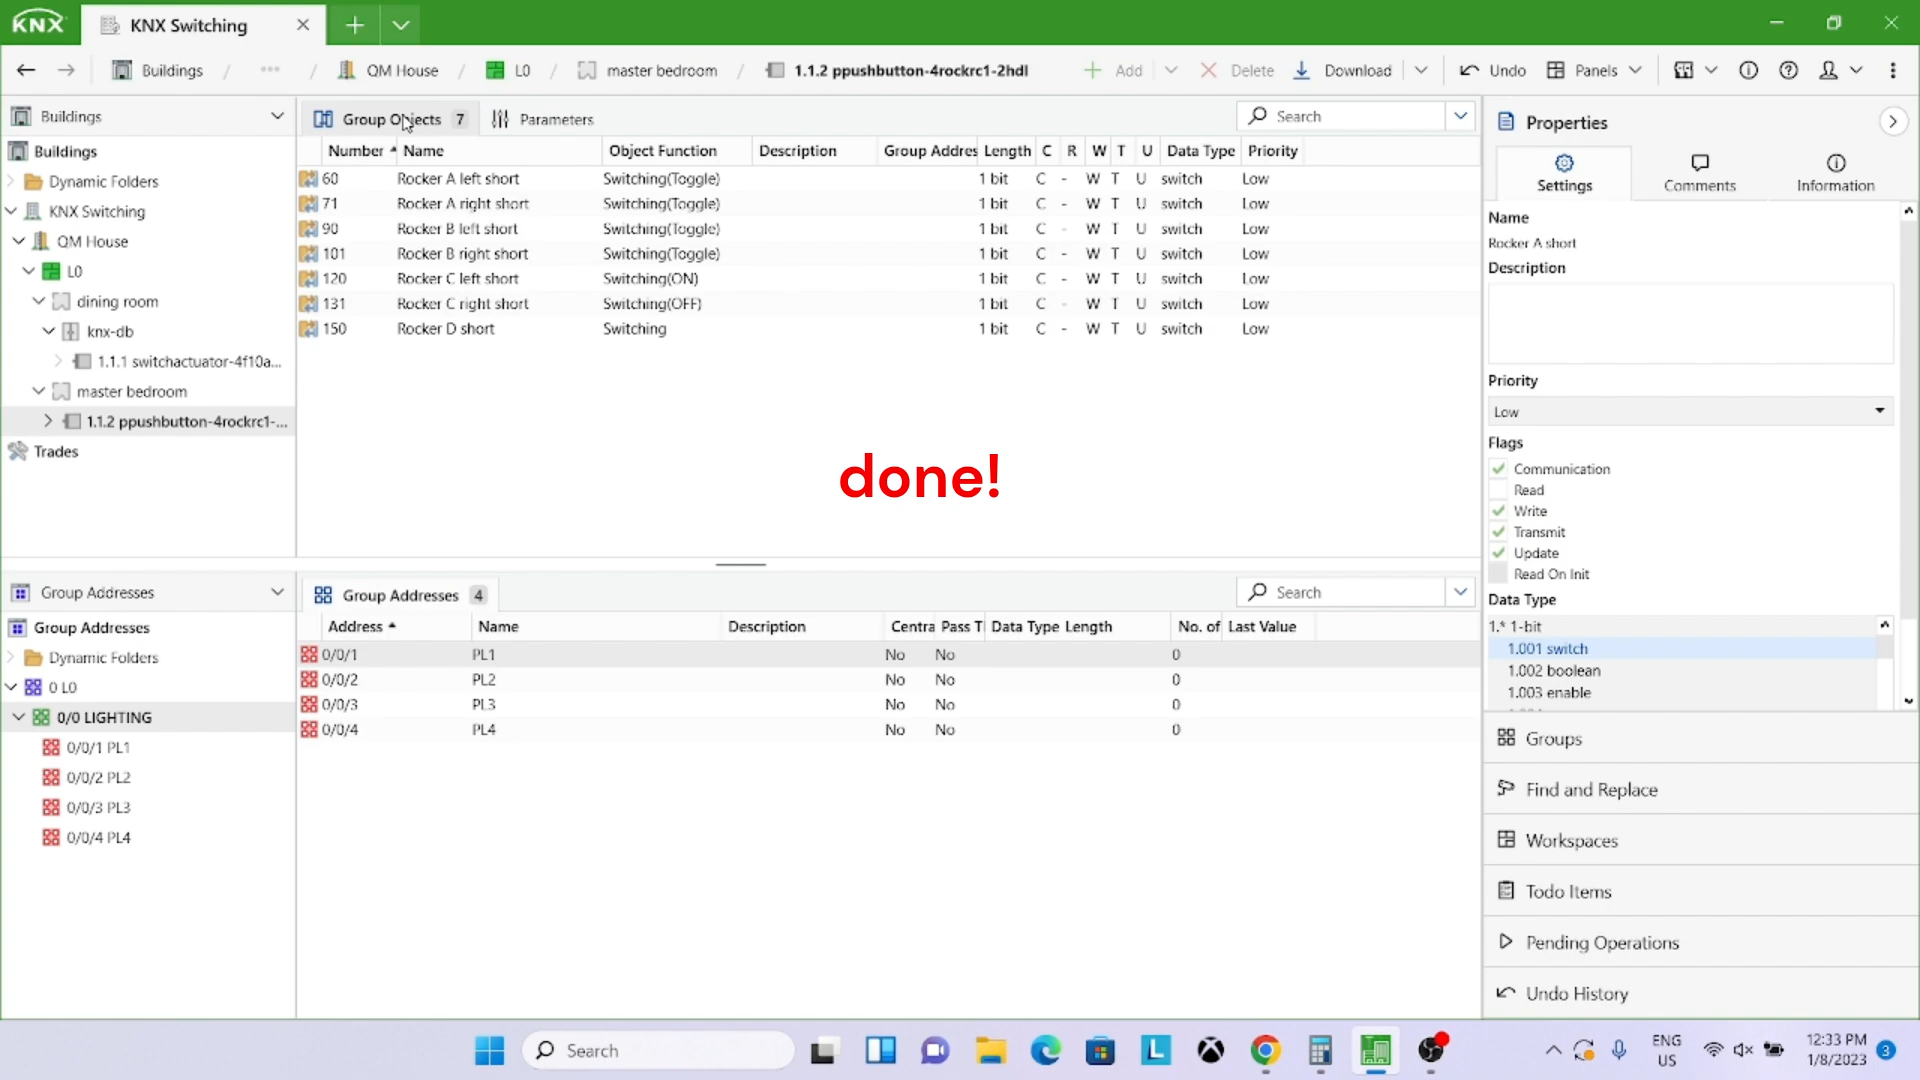 KNX
KNX Switching
Buildings / ... / QM House / L0 / master bedroom / 1.1.2 ppushbutton-4rockrc1-2hdl
Add Delete Download Undo Panels
Buildings
Buildings
Dynamic Folders
KNX Switching
QM House
L0
dining room
knx-db
1.1.1 switchactuator-4f10a...
master bedroom
1.1.2 ppushbutton-4rockrc1-...
Trades
Group Objects 7 Parameters Search
Number Name Object Function Description Group Addres Length C R W T U Data Type Priority
60 Rocker A left short Switching(Toggle) 1 bit C - W T U switch Low
71 Rocker A right short Switching(Toggle) 1 bit C - W T U switch Low
90 Rocker B left short Switching(Toggle) 1 bit C - W T U switch Low
101 Rocker B right short Switching(Toggle) 1 bit C - W T U switch Low
120 Rocker C left short Switching(ON) 1 bit C - W T U switch Low
131 Rocker C right short Switching(OFF) 1 bit C - W T U switch Low
150 Rocker D short Switching 1 bit C - W T U switch Low
done!
Group Addresses
Group Addresses
Dynamic Folders
0 L0
0/0 LIGHTING
0/0/1 PL1
0/0/2 PL2
0/0/3 PL3
0/0/4 PL4
Group Addresses 4 Search
Address Name Description Centra Pass T Data Type Length No. of Last Value
0/0/1 PL1 No No 0
0/0/2 PL2 No No 0
0/0/3 PL3 No No 0
0/0/4 PL4 No No 0
Properties
Settings Comments Information
Name
Rocker A short
Description
Priority
Low
Flags
Communication
Read
Write
Transmit
Update
Read On Init
Data Type
1.* 1-bit
1.001 switch
1.002 boolean
1.003 enable
Groups
Find and Replace
Workspaces
Todo Items
Pending Operations
Undo History
Search
L
ENG
US
12:33 PM
1/8/2023
3